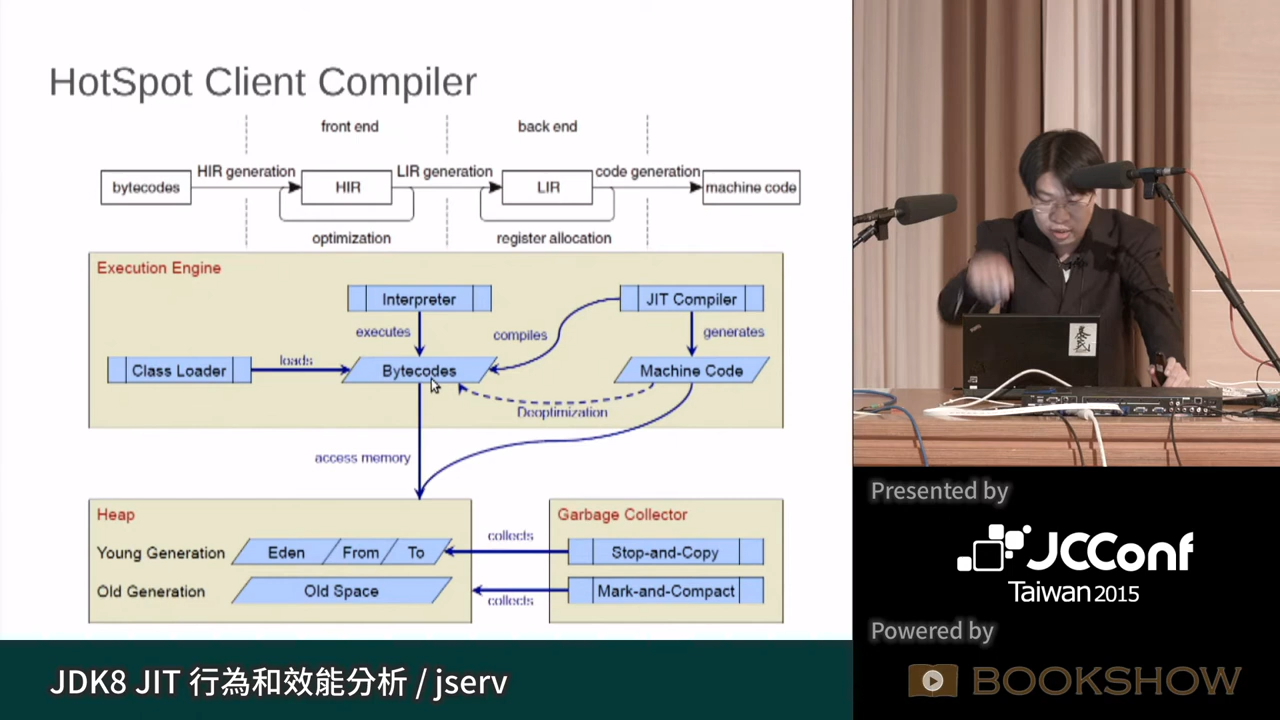 HotSpot Client Compiler
front end
back end
HIR generation
LIR generation
code generation
bytecodes
HIR
LIR
machine code
optimization
register allocation
Execution Engine
Interpreter
JIT Compiler
executes
compiles
generates
Class Loader
loads
Bytecodes
Machine Code
Deoptimization
access memory
Heap
Garbage Collector
Young Generation
Eden
From
To
collects
Stop-and-Copy
Old Generation
Old Space
collects
Mark-and-Compact
Presented by
JCConf
Taiwan 2015
Powered by
BOOKSHOW
JDK8 JIT 行為和效能分析 / jserv